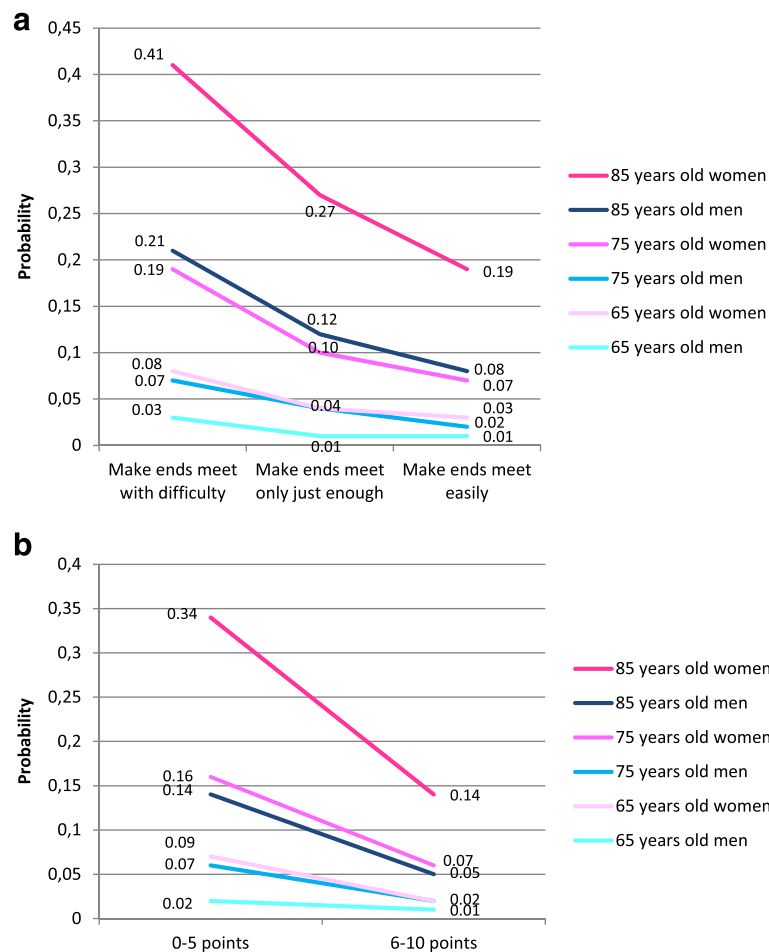 a
0,45
0,4
0,35
0,3
0,25
0,2
0,15
0,1
0,05
0
Probability
0.41
0.27
0.19
0.21
0.12
0.08
0.19
0.10
0.07
0.08
0.07
0.04
0.03
0.02
0.03
0.01
0.01
Make ends meet
with difficulty
Make ends meet
only just enough
Make ends meet
easily
85 years old women
85 years old men
75 years old women
75 years old men
65 years old women
65 years old men
b
0,4
0,35
0,3
0,25
0,2
0,15
0,1
0,05
0
Probability
0.34
0.14
0.16
0.14
0.07
0.05
0.09
0.07
0.02
0.02
0.01
0-5 points
6-10 points
85 years old women
85 years old men
75 years old women
75 years old men
65 years old women
65 years old men